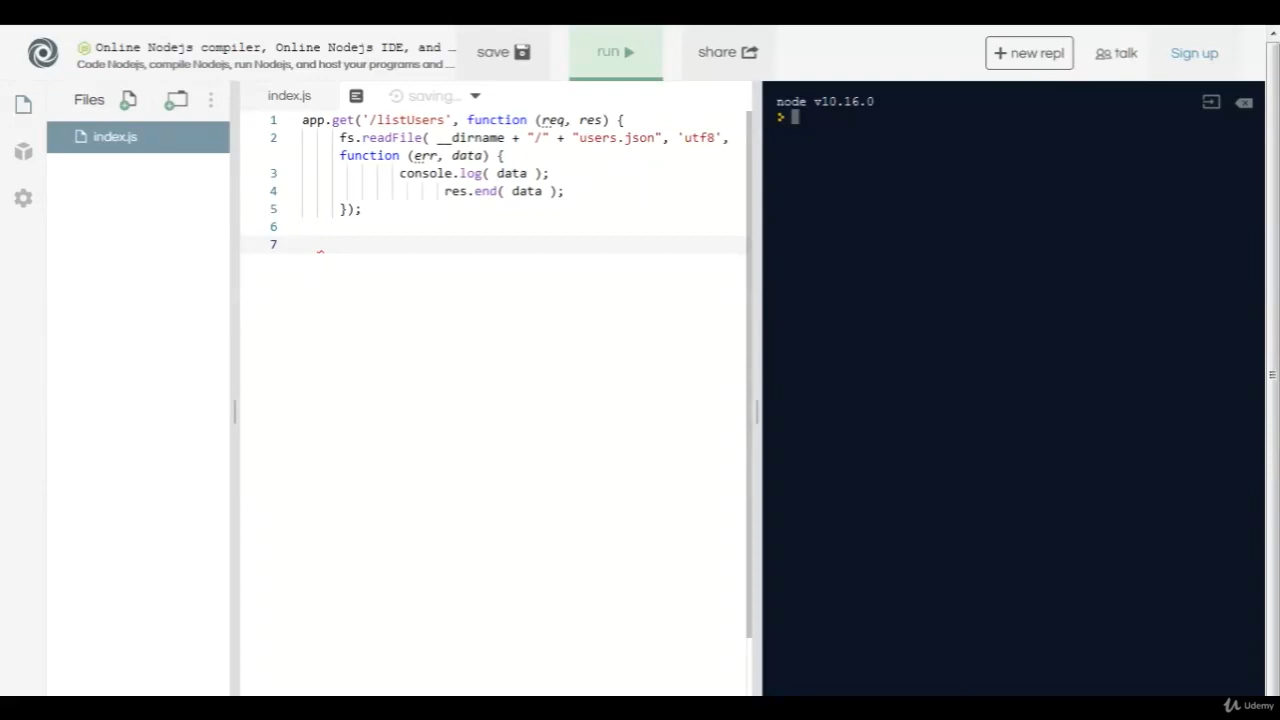 Online Nodejs compiler, Online Nodejs IDE, and ...
Code Nodejs, compile Nodejs, run Nodejs, and host your programs and ...
save
run
share
+ new repl
talk
Sign up
Files
index.js
index.js
saving...
1 app.get('/listUsers', function (req, res) {
2 fs.readFile( __dirname + "/" + "users.json", 'utf8',
function (err, data) {
3 console.log( data );
4 res.end( data );
5 });
6
7
node v10.16.0
>
Udemy